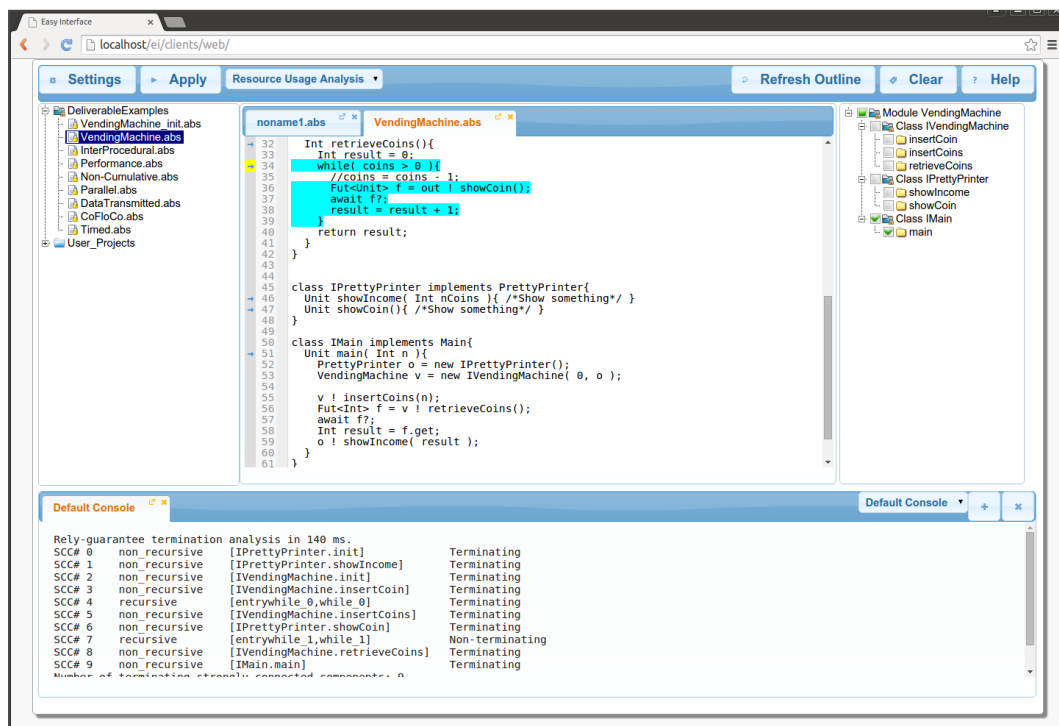 Easy Interface
localhost/ei/clients/web/
Settings Apply Resource Usage Analysis Refresh Outline Clear Help
DeliverableExamples
VendingMachine_init.abs
VendingMachine.abs
InterProcedural.abs
Performance.abs
Non-Cumulative.abs
Parallel.abs
DataTransmitted.abs
CoFloCo.abs
Timed.abs
User_Projects
noname1.abs VendingMachine.abs
32 Int retrieveCoins(){
33 Int result = 0;
34 while( coins > 0 ){
35 //coins = coins - 1;
36 Fut<Unit> f = out ! showCoin();
37 await f?;
38 result = result + 1;
39 }
40 return result;
41 }
42 }
43
44
45 class IPrettyPrinter implements PrettyPrinter{
46 Unit showIncome( Int nCoins ){ /*Show something*/ }
47 Unit showCoin(){ /*Show something*/ }
48 }
49
50 class IMain implements Main{
51 Unit main( Int n ){
52 PrettyPrinter o = new IPrettyPrinter();
53 VendingMachine v = new IVendingMachine( 0, o );
54
55 v ! insertCoins(n);
56 Fut<Int> f = v ! retrieveCoins();
57 await f?;
58 Int result = f.get;
59 o ! showIncome( result );
60 }
61 }
Module VendingMachine
Class IVendingMachine
insertCoin
insertCoins
retrieveCoins
Class IPrettyPrinter
showIncome
showCoin
Class IMain
main
Default Console Default Console
Rely-guarantee termination analysis in 140 ms.
SCC# 0 non_recursive [IPrettyPrinter.init] Terminating
SCC# 1 non_recursive [IPrettyPrinter.showIncome] Terminating
SCC# 2 non_recursive [IVendingMachine.init] Terminating
SCC# 3 non_recursive [IVendingMachine.insertCoin] Terminating
SCC# 4 recursive [entrywhile_0,while_0] Terminating
SCC# 5 non_recursive [IVendingMachine.insertCoins] Terminating
SCC# 6 non_recursive [IPrettyPrinter.showCoin] Terminating
SCC# 7 recursive [entrywhile_1,while_1] Non-terminating
SCC# 8 non_recursive [IVendingMachine.retrieveCoins] Terminating
SCC# 9 non_recursive [IMain.main] Terminating
Number of terminating strongly connected components: 9